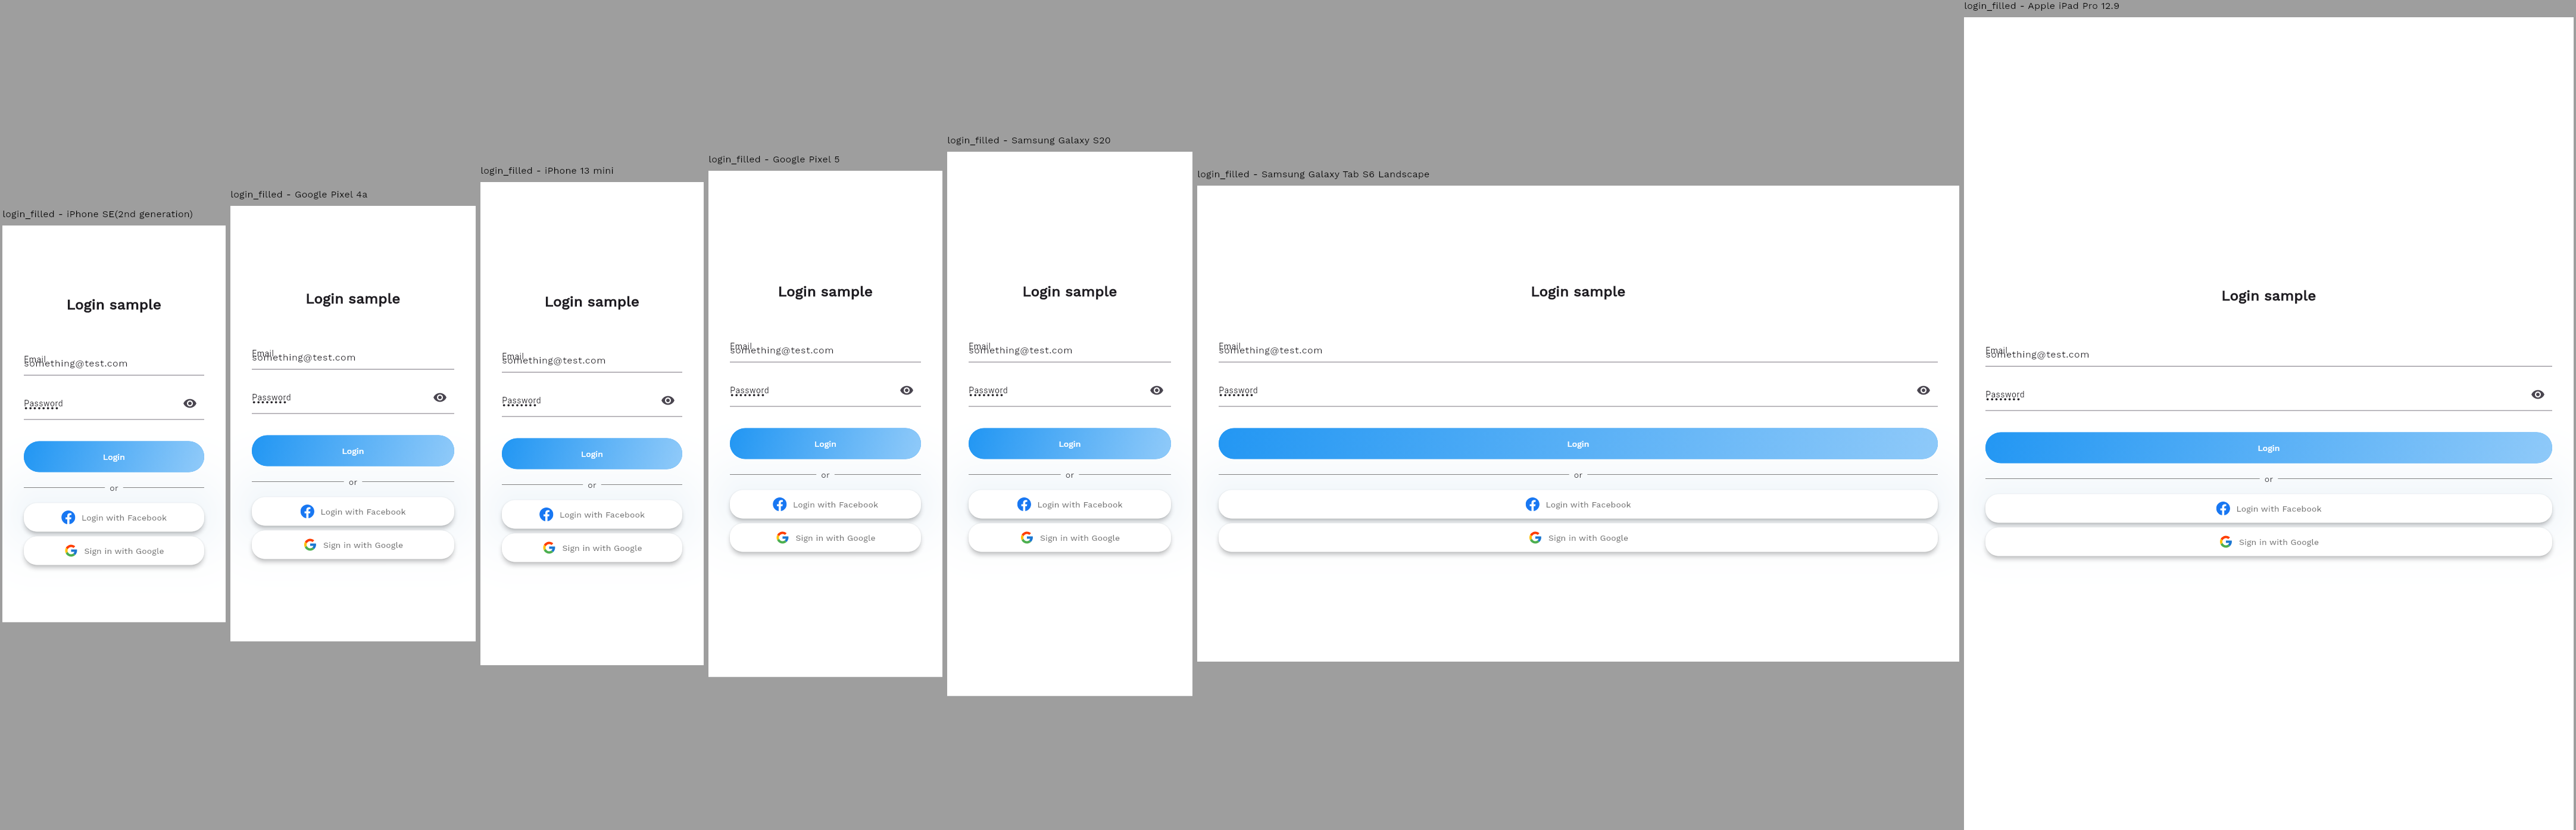 login_filled - iPhone SE(2nd generation)
Login sample
Email
something@test.com
Password
Login
or
Login with Facebook
Sign in with Google
login_filled - Google Pixel 4a
Login sample
Email
something@test.com
Password
Login
or
Login with Facebook
Sign in with Google
login_filled - iPhone 13 mini
Login sample
Email
something@test.com
Password
Login
or
Login with Facebook
Sign in with Google
login_filled - Google Pixel 5
Login sample
Email
something@test.com
Password
Login
or
Login with Facebook
Sign in with Google
login_filled - Samsung Galaxy S20
Login sample
Email
something@test.com
Password
Login
or
Login with Facebook
Sign in with Google
login_filled - Samsung Galaxy Tab S6 Landscape
Login sample
Email
something@test.com
Password
Login
or
Login with Facebook
Sign in with Google
login_filled - Apple iPad Pro 12.9
Login sample
Email
something@test.com
Password
Login
or
Login with Facebook
Sign in with Google